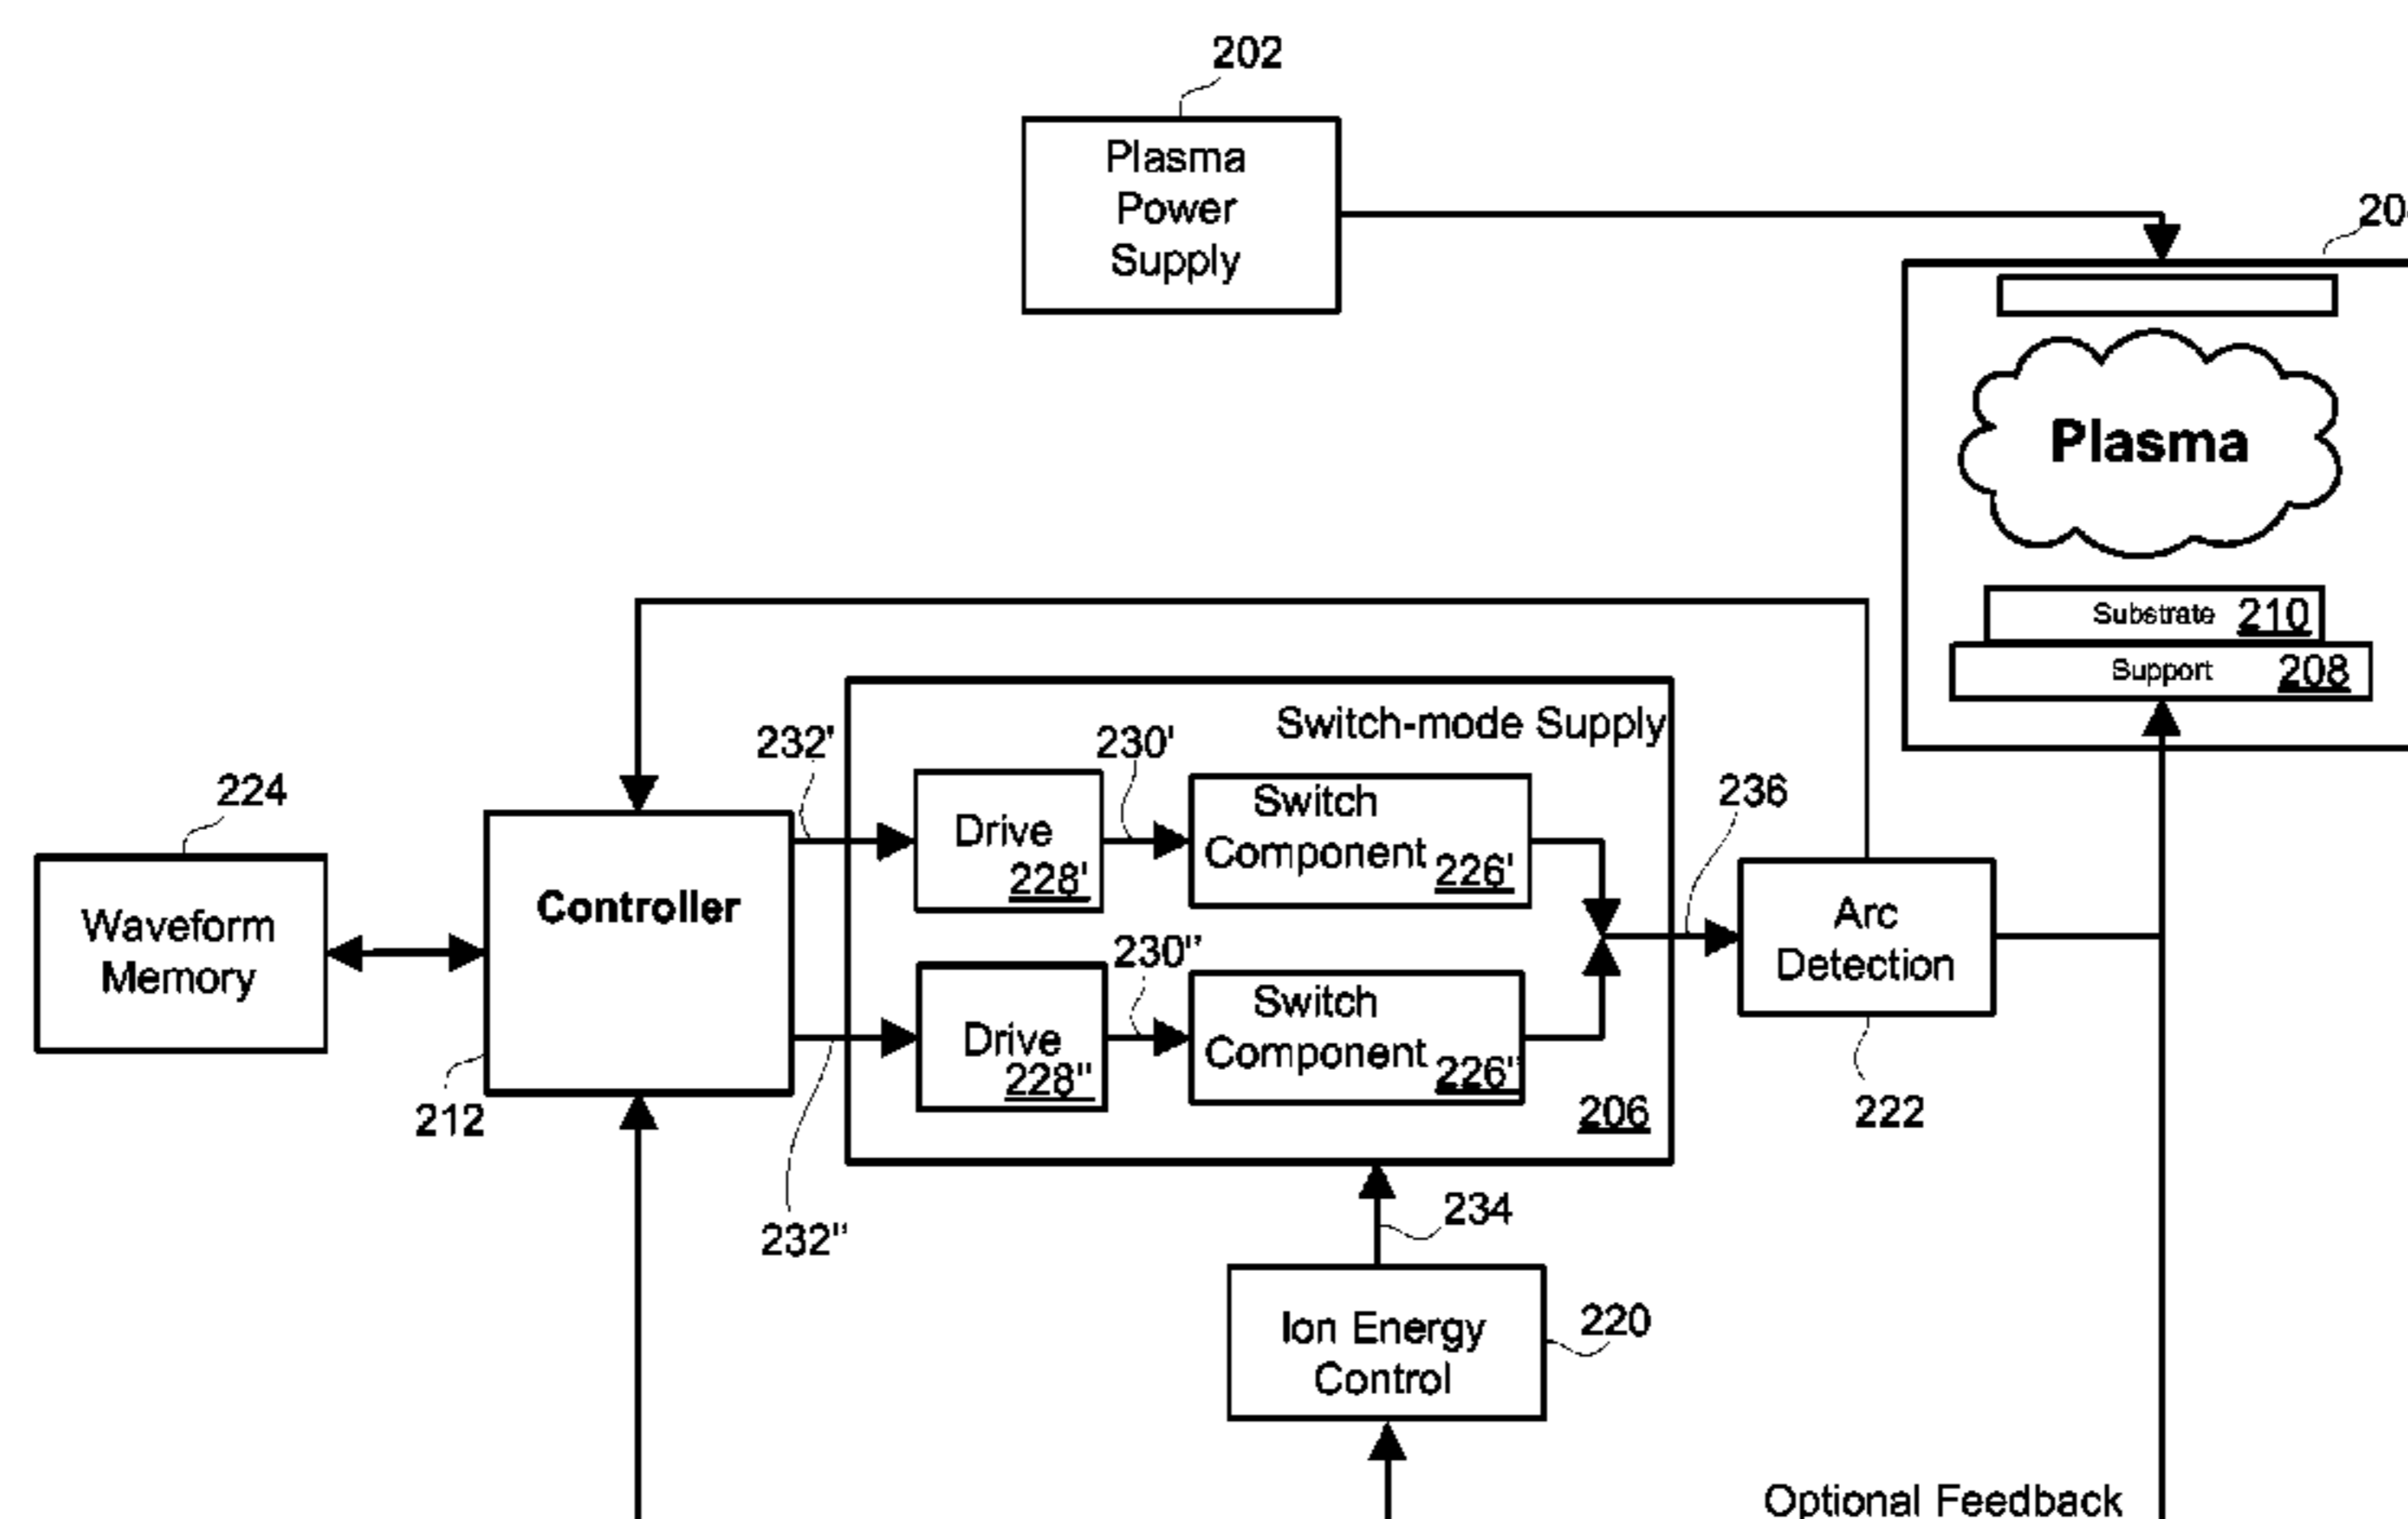 202
Plasma
Power
Supply
20
Plasma
Substrate 210
Support 208
Switch-mode Supply
232'
230'
224
236
Drive
228'
Switch
Component 226'
Waveform
Memory
Controller
Arc
Detection
230"
Drive
228"
Switch
Component 226"
206
212
222
232"
234
Ion Energy
Control
220
Optional Feedback